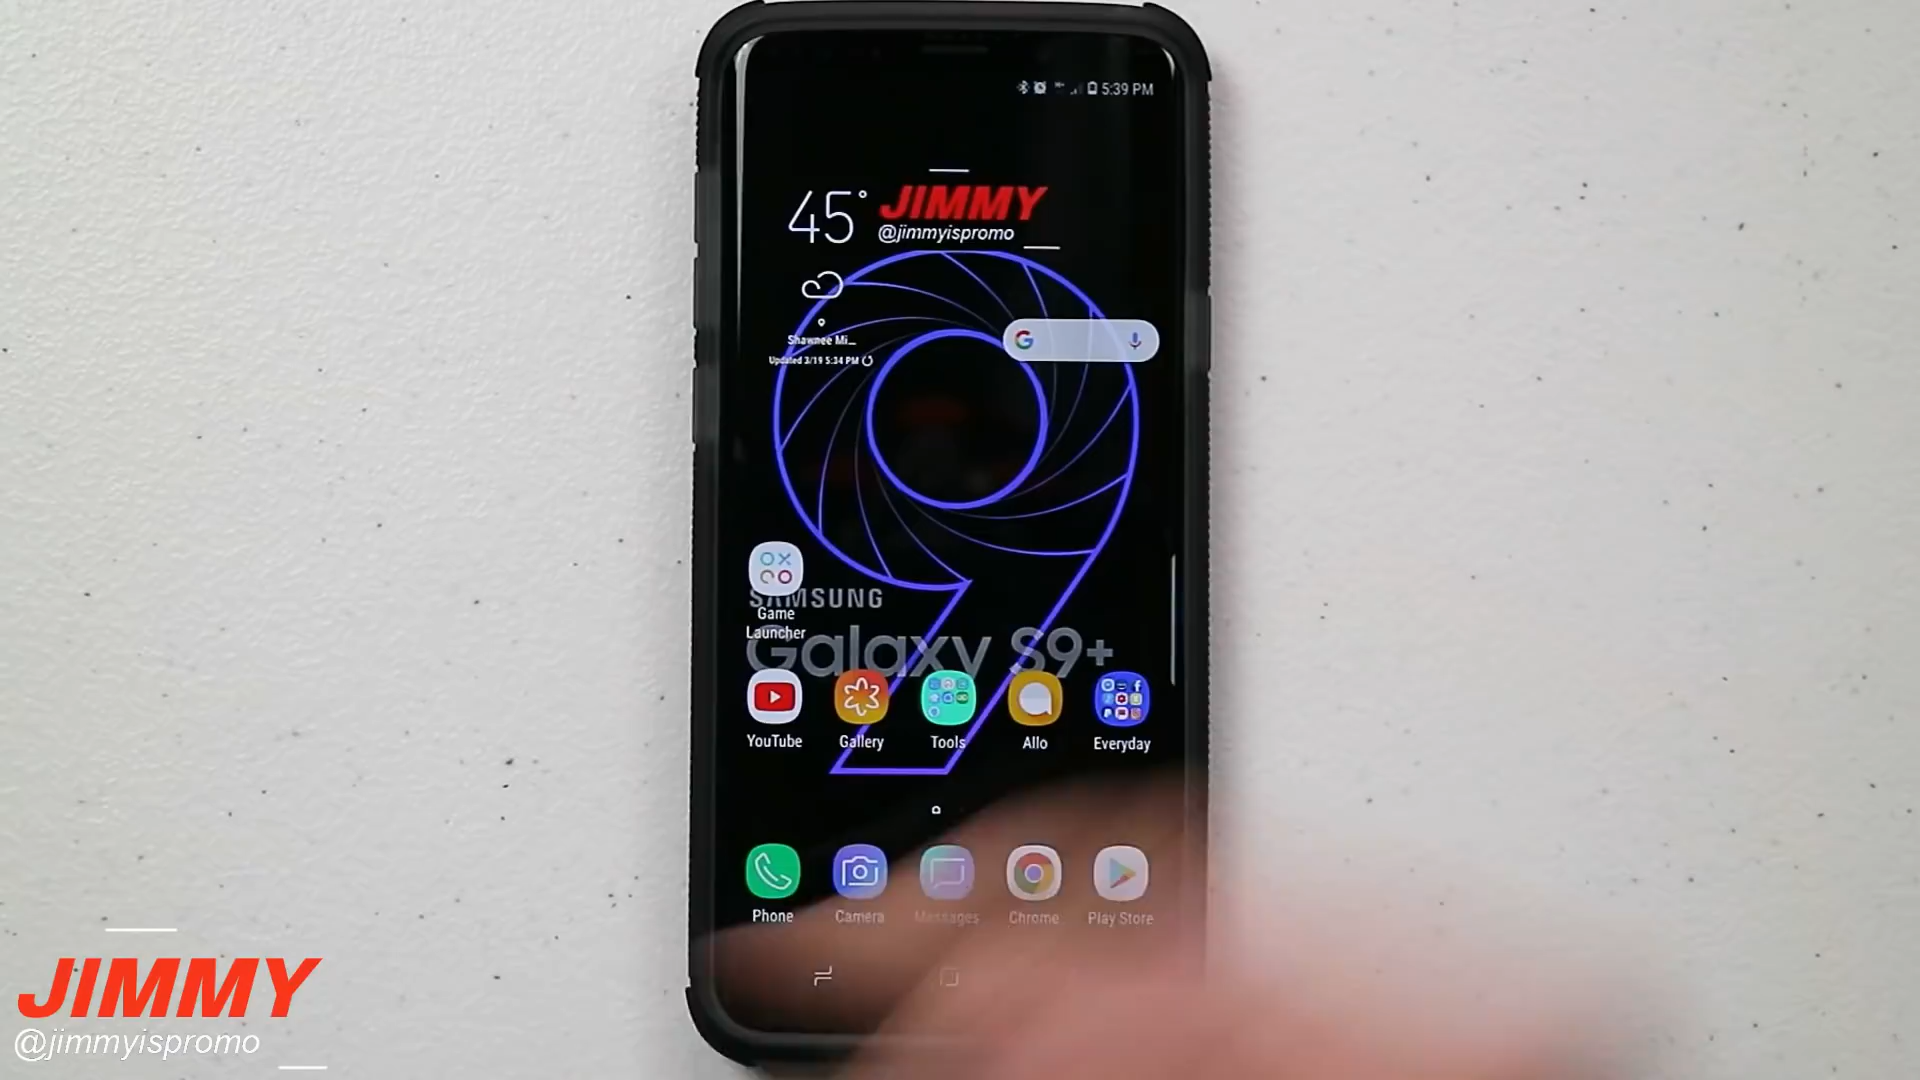 5:39 PM
45°
JIMMY
@jimmyispromo
Shawnee Mi...
Updated 3/19 5:34 PM
SAMSUNG
Game
Launcher
Galaxy S9+
YouTube
Gallery
Tools
Allo
Everyday
Phone
Camera
Messages
Chrome
Play Store
JIMMY
@jimmyispromo